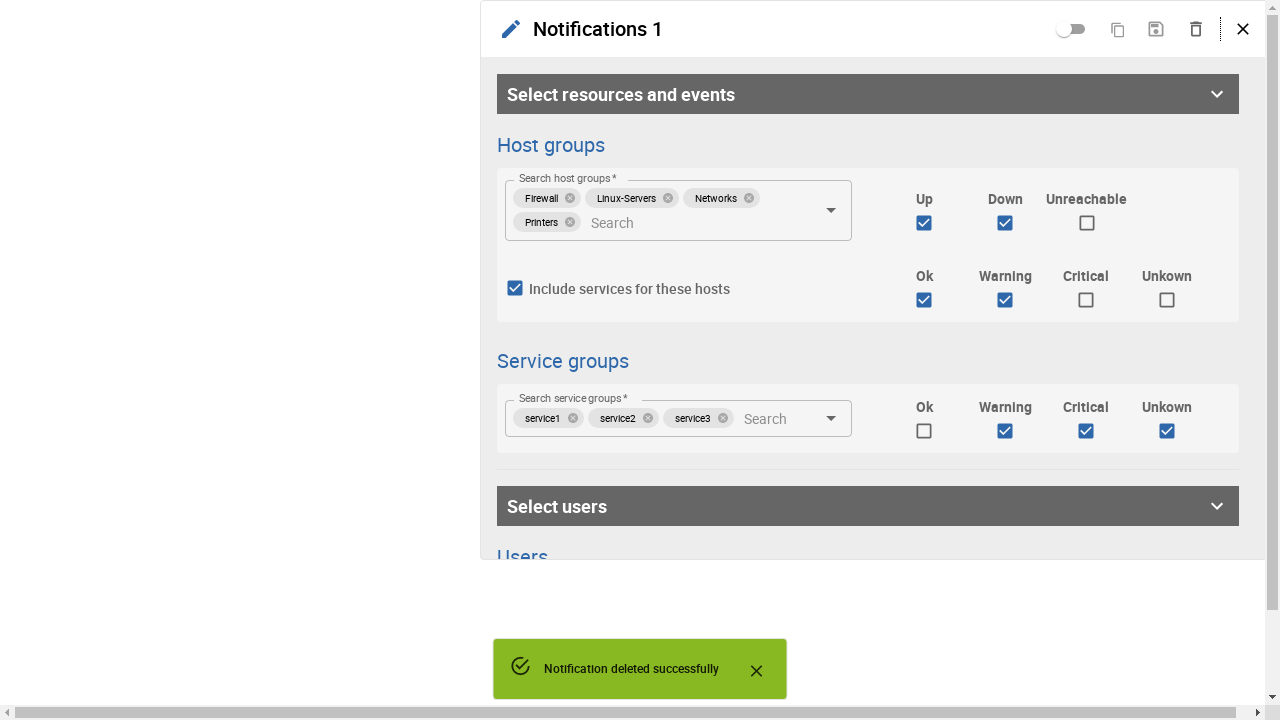 Notifications 1
Select resources and events
Host groups
Search host groups *
Firewall Linux-Servers Networks
Printers Search
Up Down Unreachable
Include services for these hosts
Ok Warning Critical Unkown
Service groups
Search service groups *
service1 service2 service3 Search
Ok Warning Critical Unkown
Select users
Users
Notification deleted successfully